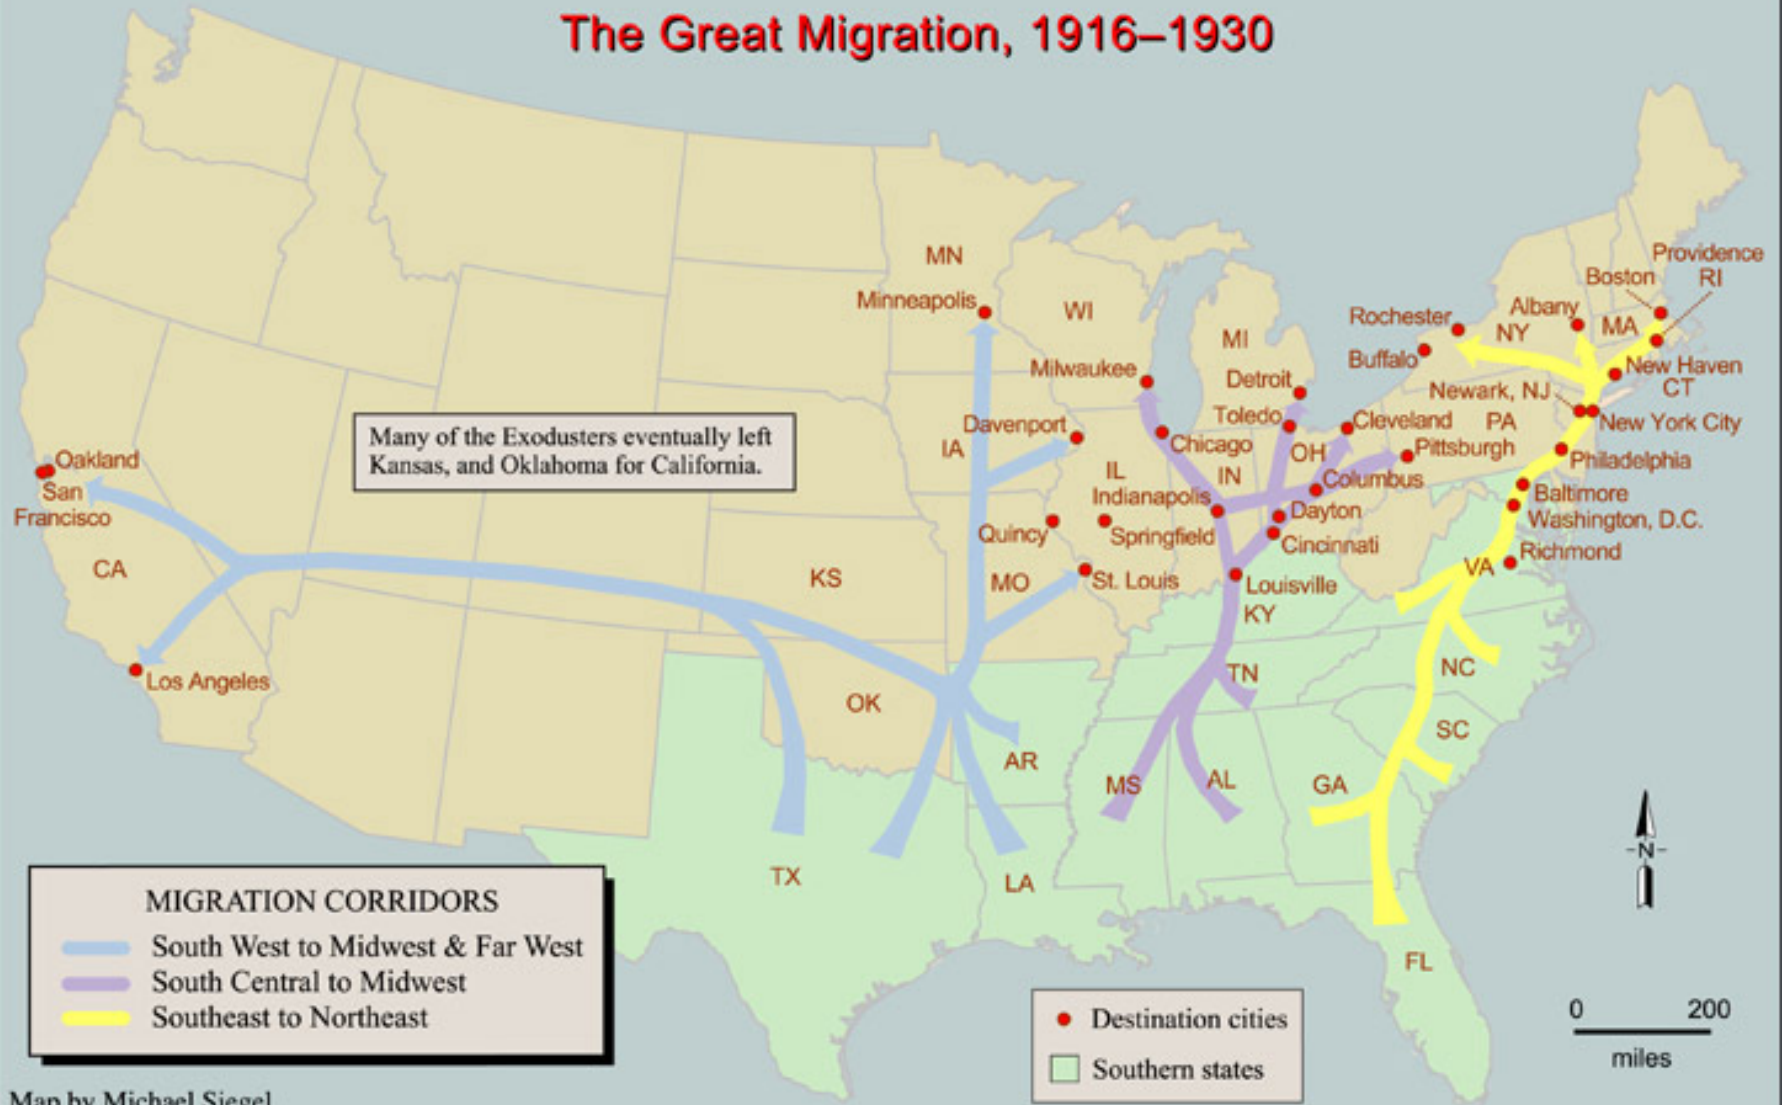 The Great Migration, 1916–1930
MN
Minneapolis
WI
MI
Milwaukee
Detroit
Toledo
Chicago
Davenport
IA
IL
IN
OH
Indianapolis
Quincy
Springfield
MO
St. Louis
Cleveland
PA
Pittsburgh
Columbus
Dayton
Cincinnati
Louisville
KY
Providence
RI
Boston
Albany
MA
Rochester
NY
Buffalo
New Haven
CT
Newark, NJ
New York City
Philadelphia
Baltimore
Washington, D.C.
Richmond
VA
Many of the Exodusters eventually left
Kansas, and Oklahoma for California.
Oakland
San
Francisco
CA
Los Angeles
KS
OK
TX
AR
LA
TN
MS
AL
GA
NC
SC
FL
MIGRATION CORRIDORS
South West to Midwest & Far West
South Central to Midwest
Southeast to Northeast
Destination cities
Southern states
N
0 200
miles
Map by Michael Siegel